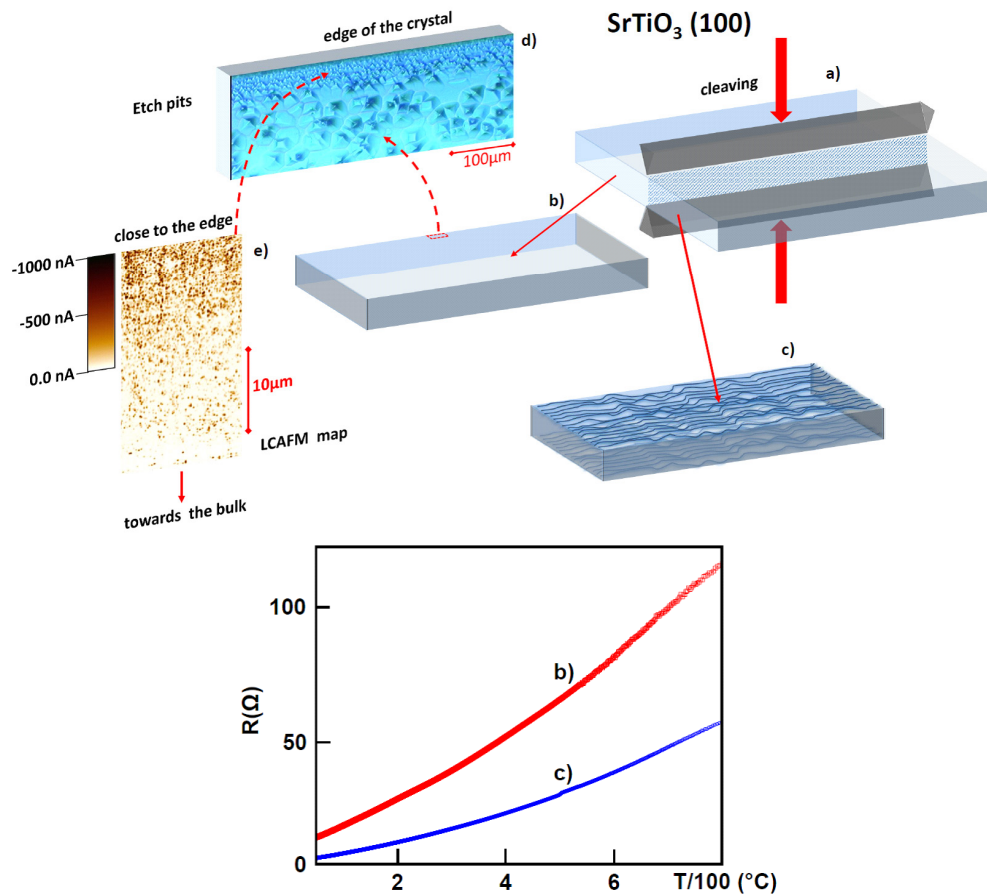 edge of the crystal
d)
SrTiO₃ (100)
cleaving
a)
Etch pits
100μm
b)
close to the edge
e)
-1000 nA
-500 nA
0.0 nA
10μm
c)
LCAFM map
towards the bulk
100
50
0
R(Ω)
b)
c)
2
4
6
T/100 (°C)